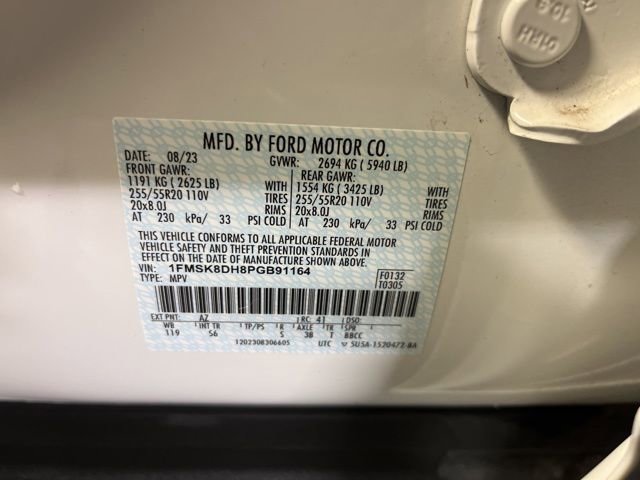 MFD. BY FORD MOTOR CO.
DATE: 08/23 GVWR: 2694 KG ( 5940 LB)
FRONT GAWR: REAR GAWR:
1191 KG ( 2625 LB) WITH 1554 KG ( 3425 LB) WITH
255/55R20 110V TIRES 255/55R20 110V TIRES
20x8.0J RIMS 20x8.0J RIMS
AT 230 kPa/ 33 PSI COLD AT 230 kPa/ 33 PSI COLD
THIS VEHICLE CONFORMS TO ALL APPLICABLE FEDERAL MOTOR
VEHICLE SAFETY AND THEFT PREVENTION STANDARDS IN
EFFECT ON THE DATE OF MANUFACTURE SHOWN ABOVE.
VIN: 1FMSK8DH8PGB91164 F0132
TYPE: MPV T0305
EXT PNT: AZ RC: 41 DSO:
WB INT TR TP/PS R AXLE TR SPR
119 S6 S 3B T BBCC
1202308306605 UTC 5U5A-1520472-BA